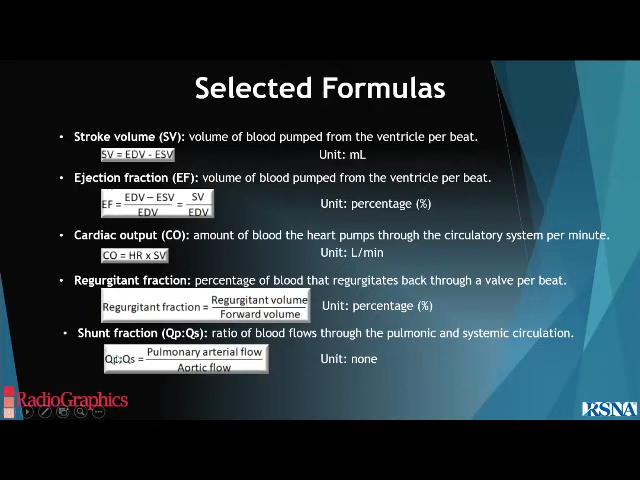 Selected Formulas
• Stroke volume (SV): volume of blood pumped from the ventricle per beat.
SV = EDV - ESV Unit: mL
• Ejection fraction (EF): volume of blood pumped from the ventricle per beat.
EF = EDV – ESV / EDV = SV / EDV Unit: percentage (%)
• Cardiac output (CO): amount of blood the heart pumps through the circulatory system per minute.
CO = HR x SV Unit: L/min
• Regurgitant fraction: percentage of blood that regurgitates back through a valve per beat.
Regurgitant fraction = Regurgitant volume / Forward volume Unit: percentage (%)
• Shunt fraction (Qp:Qs): ratio of blood flows through the pulmonic and systemic circulation.
Qp:Qs = Pulmonary arterial flow / Aortic flow Unit: none
RadioGraphics
RSNA